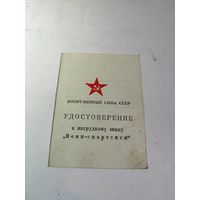 ВООРУЖЕННЫЕ СИЛЫ СССР
УДОСТОВЕРЕНИЕ
к нагрудному знаку
„Воин-спортсмен"